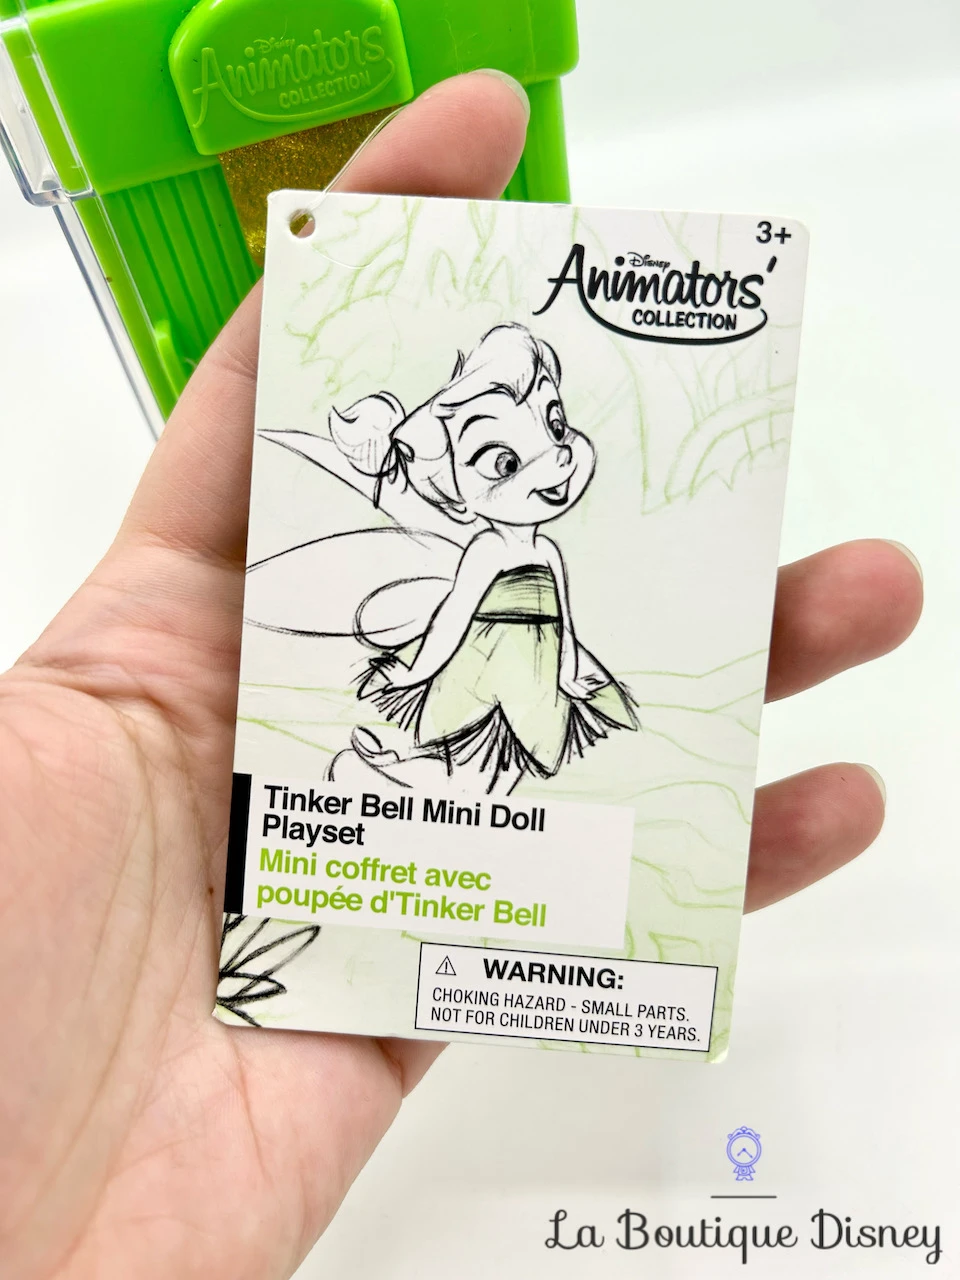 Disney
Animators
COLLECTION
3+
Disney
Animators'
COLLECTION
Tinker Bell Mini Doll
Playset
Mini coffret avec
poupée d'Tinker Bell
⚠ WARNING:
CHOKING HAZARD - SMALL PARTS.
NOT FOR CHILDREN UNDER 3 YEARS.
La Boutique Disney